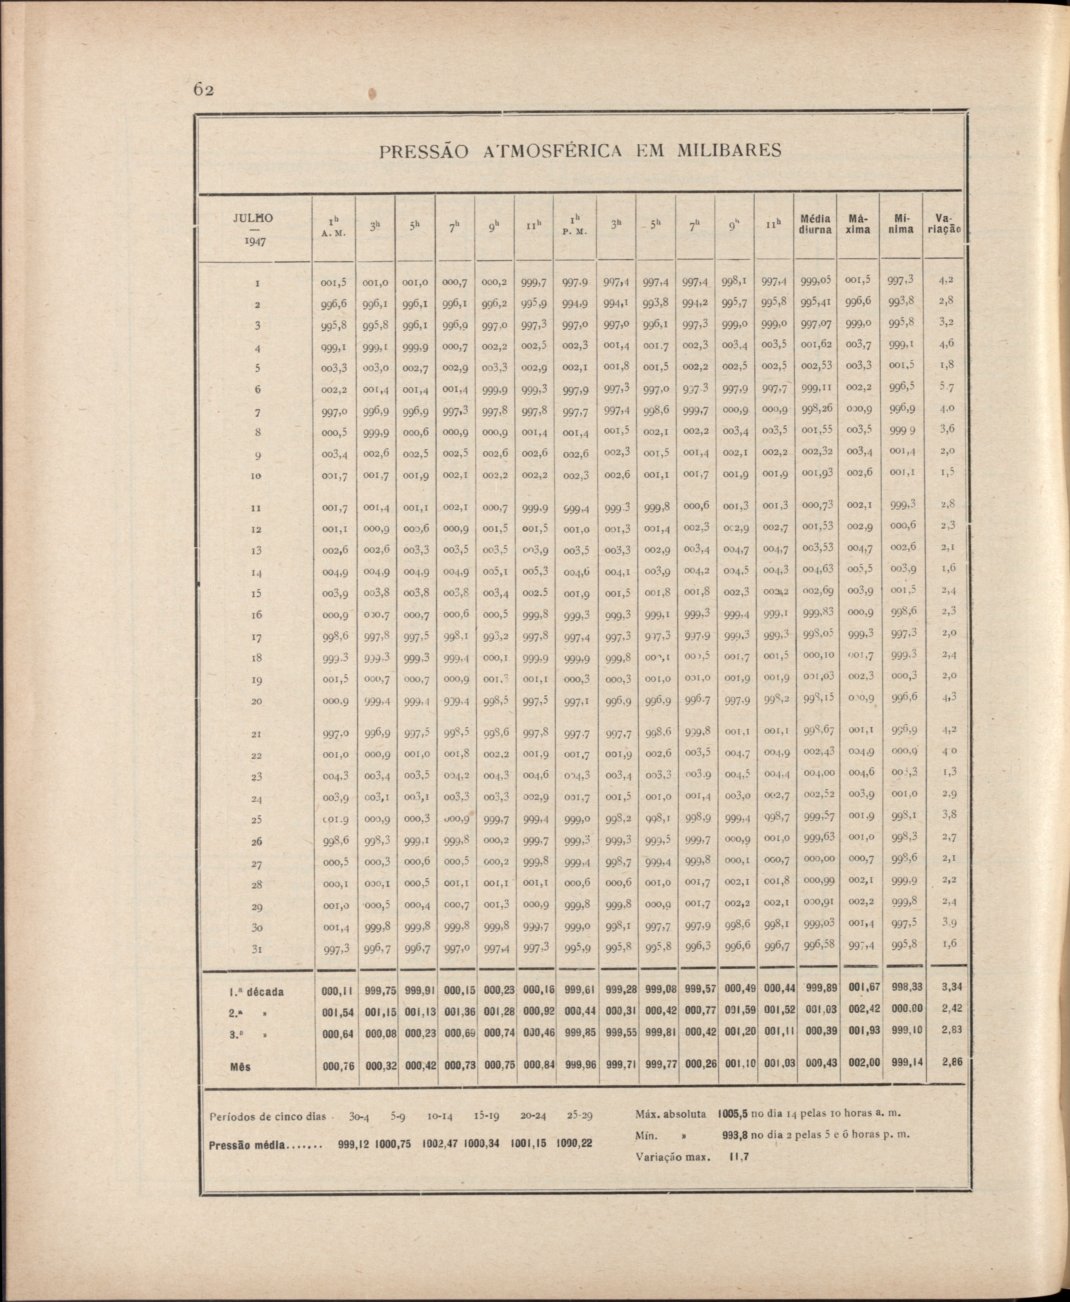 62
PRESSÃO ATMOSFÉRICA EM MILIBARES
JULHO — 1947 1h A. M. 3h 5h 7h 9h 11h 1h P. M. 3h 5h 7h 9h 11h Média diurna Má-xima Mí-nima Va-riação
1 001,5 001,0 001,0 000,7 000,2 999,7 997,9 997,4 997,4 997,4 998,1 997,4 999,05 001,5 997,3 4,2
2 996,6 996,1 996,1 996,1 996,2 995,9 994,9 994,1 993,8 994,2 995,7 995,8 995,41 996,6 993,8 2,8
3 995,8 995,8 996,1 996,9 997,0 997,3 997,0 997,0 996,1 997,3 999,0 999,0 997,07 999,0 995,8 3,2
4 999,1 999,1 999,9 000,7 002,2 002,5 002,3 001,4 001,7 002,3 003,4 003,5 001,62 003,7 999,1 4,6
5 003,3 003,0 002,7 002,9 003,3 002,9 002,1 001,8 001,5 002,2 002,5 002,5 002,53 003,3 001,5 1,8
6 002,2 001,4 001,4 001,4 999,9 999,3 997,9 997,3 997,0 997,3 997,9 997,7 999,11 002,2 996,5 5,7
7 997,0 996,9 996,9 997,3 997,8 997,8 997,7 997,4 998,6 999,7 000,9 000,9 998,26 000,9 996,9 4,0
8 000,5 999,9 000,6 000,9 000,9 001,4 001,4 001,5 002,1 002,2 003,4 003,5 001,55 003,5 999 9 3,6
9 003,4 002,6 002,5 002,5 002,6 002,6 002,6 002,3 001,5 001,4 002,1 002,2 002,32 003,4 001,4 2,0
10 001,7 001,7 001,9 002,1 002,2 002,2 002,3 002,6 001,1 001,7 001,9 001,9 001,93 002,6 001,1 1,5
11 001,7 001,4 001,1 002,1 000,7 999,9 999,4 999,3 999,8 000,6 001,3 001,3 000,73 002,1 999,3 2,8
12 001,1 000,9 000,6 000,9 001,5 001,5 001,0 001,3 001,4 002,3 002,9 002,7 001,53 002,9 000,6 2,3
13 002,6 002,6 003,3 003,5 003,5 003,9 003,5 003,3 002,9 003,4 004,7 004,7 003,53 004,7 002,6 2,1
14 004,9 004,9 004,9 004,9 005,1 005,3 004,6 004,1 003,9 004,2 004,5 004,3 004,63 005,5 003,9 1,6
15 003,9 003,8 003,8 003,8 003,4 002,5 001,9 001,5 001,8 001,8 002,3 002,2 002,69 003,9 001,5 2,4
16 000,9 000,7 000,7 000,6 000,5 999,8 999,3 999,3 999,1 999,3 999,4 999,1 999,83 000,9 998,6 2,3
17 998,6 997,8 997,5 998,1 998,2 997,8 997,4 997,3 997,3 997,9 999,3 999,3 998,05 999,3 997,3 2,0
18 999,3 999,3 999,3 999,4 000,1 999,9 999,9 999,8 000,1 000,5 001,7 001,5 000,10 001,7 999,3 2,4
19 001,5 000,7 000,7 000,9 001,3 001,1 000,3 000,3 001,0 001,0 001,9 001,9 001,03 002,3 000,3 2,0
20 000,9 999,4 999,4 999,4 998,5 997,5 997,1 996,9 996,9 996,7 997,9 998,2 998,15 000,9 996,6 4,3
21 997,0 996,9 997,5 998,5 998,6 997,8 997,7 997,7 998,6 999,8 001,1 001,1 998,67 001,1 996,9 4,2
22 001,0 000,9 001,0 001,8 002,2 001,9 001,7 001,9 002,6 003,5 004,7 004,9 002,43 004,9 000,9 4 0
23 004,3 003,4 003,5 004,2 004,3 004,6 004,3 003,4 003,3 003,9 004,5 004,4 004,00 004,6 003,3 1,3
24 003,9 003,1 003,1 003,3 003,3 002,9 001,7 001,5 001,0 001,4 003,0 002,7 002,52 003,9 001,0 2,9
25 001,9 000,9 000,3 000,9 999,7 999,4 999,0 998,2 998,1 998,9 999,4 998,7 999,57 001,9 998,1 3,8
26 998,6 998,3 999,1 999,8 000,2 999,7 999,3 999,3 999,5 999,7 000,9 001,0 999,63 001,0 998,3 2,7
27 000,5 000,3 000,6 000,5 000,2 999,8 999,4 998,7 999,4 999,8 000,1 000,7 000,00 000,7 998,6 2,1
28 000,1 000,1 000,5 001,1 001,1 001,1 000,6 000,6 001,0 001,7 002,1 001,8 000,99 002,1 999,9 2,2
29 001,0 000,5 000,4 000,7 001,3 000,9 999,8 999,8 000,9 001,7 002,2 002,1 000,91 002,2 999,8 2,4
30 001,4 999,8 999,8 999,8 999,8 999,7 999,0 998,1 997,7 997,9 998,6 998,1 999,03 001,4 997,5 3,9
31 997,3 996,7 996,7 997,0 997,4 997,3 995,9 995,8 995,8 996,3 996,6 996,7 996,58 997,4 995,8 1,6
1.ª década 000,11 999,75 999,91 000,15 000,23 000,16 999,61 999,28 999,08 999,57 000,49 000,44 999,89 001,67 998,33 3,34
2.ª » 001,54 001,15 001,13 001,36 001,28 000,92 000,44 000,31 000,42 000,77 001,59 001,52 001,03 002,42 000,00 2,42
3.ª » 000,64 000,08 000,23 000,69 000,74 000,46 999,85 999,55 999,81 000,42 001,20 001,11 000,39 001,93 999,10 2,83
Mês 000,76 000,32 000,42 000,73 000,75 000,84 999,96 999,71 999,77 000,26 001,10 001,03 000,43 002,00 999,14 2,86
Períodos de cinco dias 30-4 5-9 10-14 15-19 20-24 25-29 Máx. absoluta 1005,5 no dia 14 pelas 10 horas a. m.
Pressão média....... 999,12 1000,75 1002,47 1000,34 1001,15 1000,22 Mín. » 993,8 no dia 2 pelas 5 e 6 horas p. m.
Variação max. 11,7